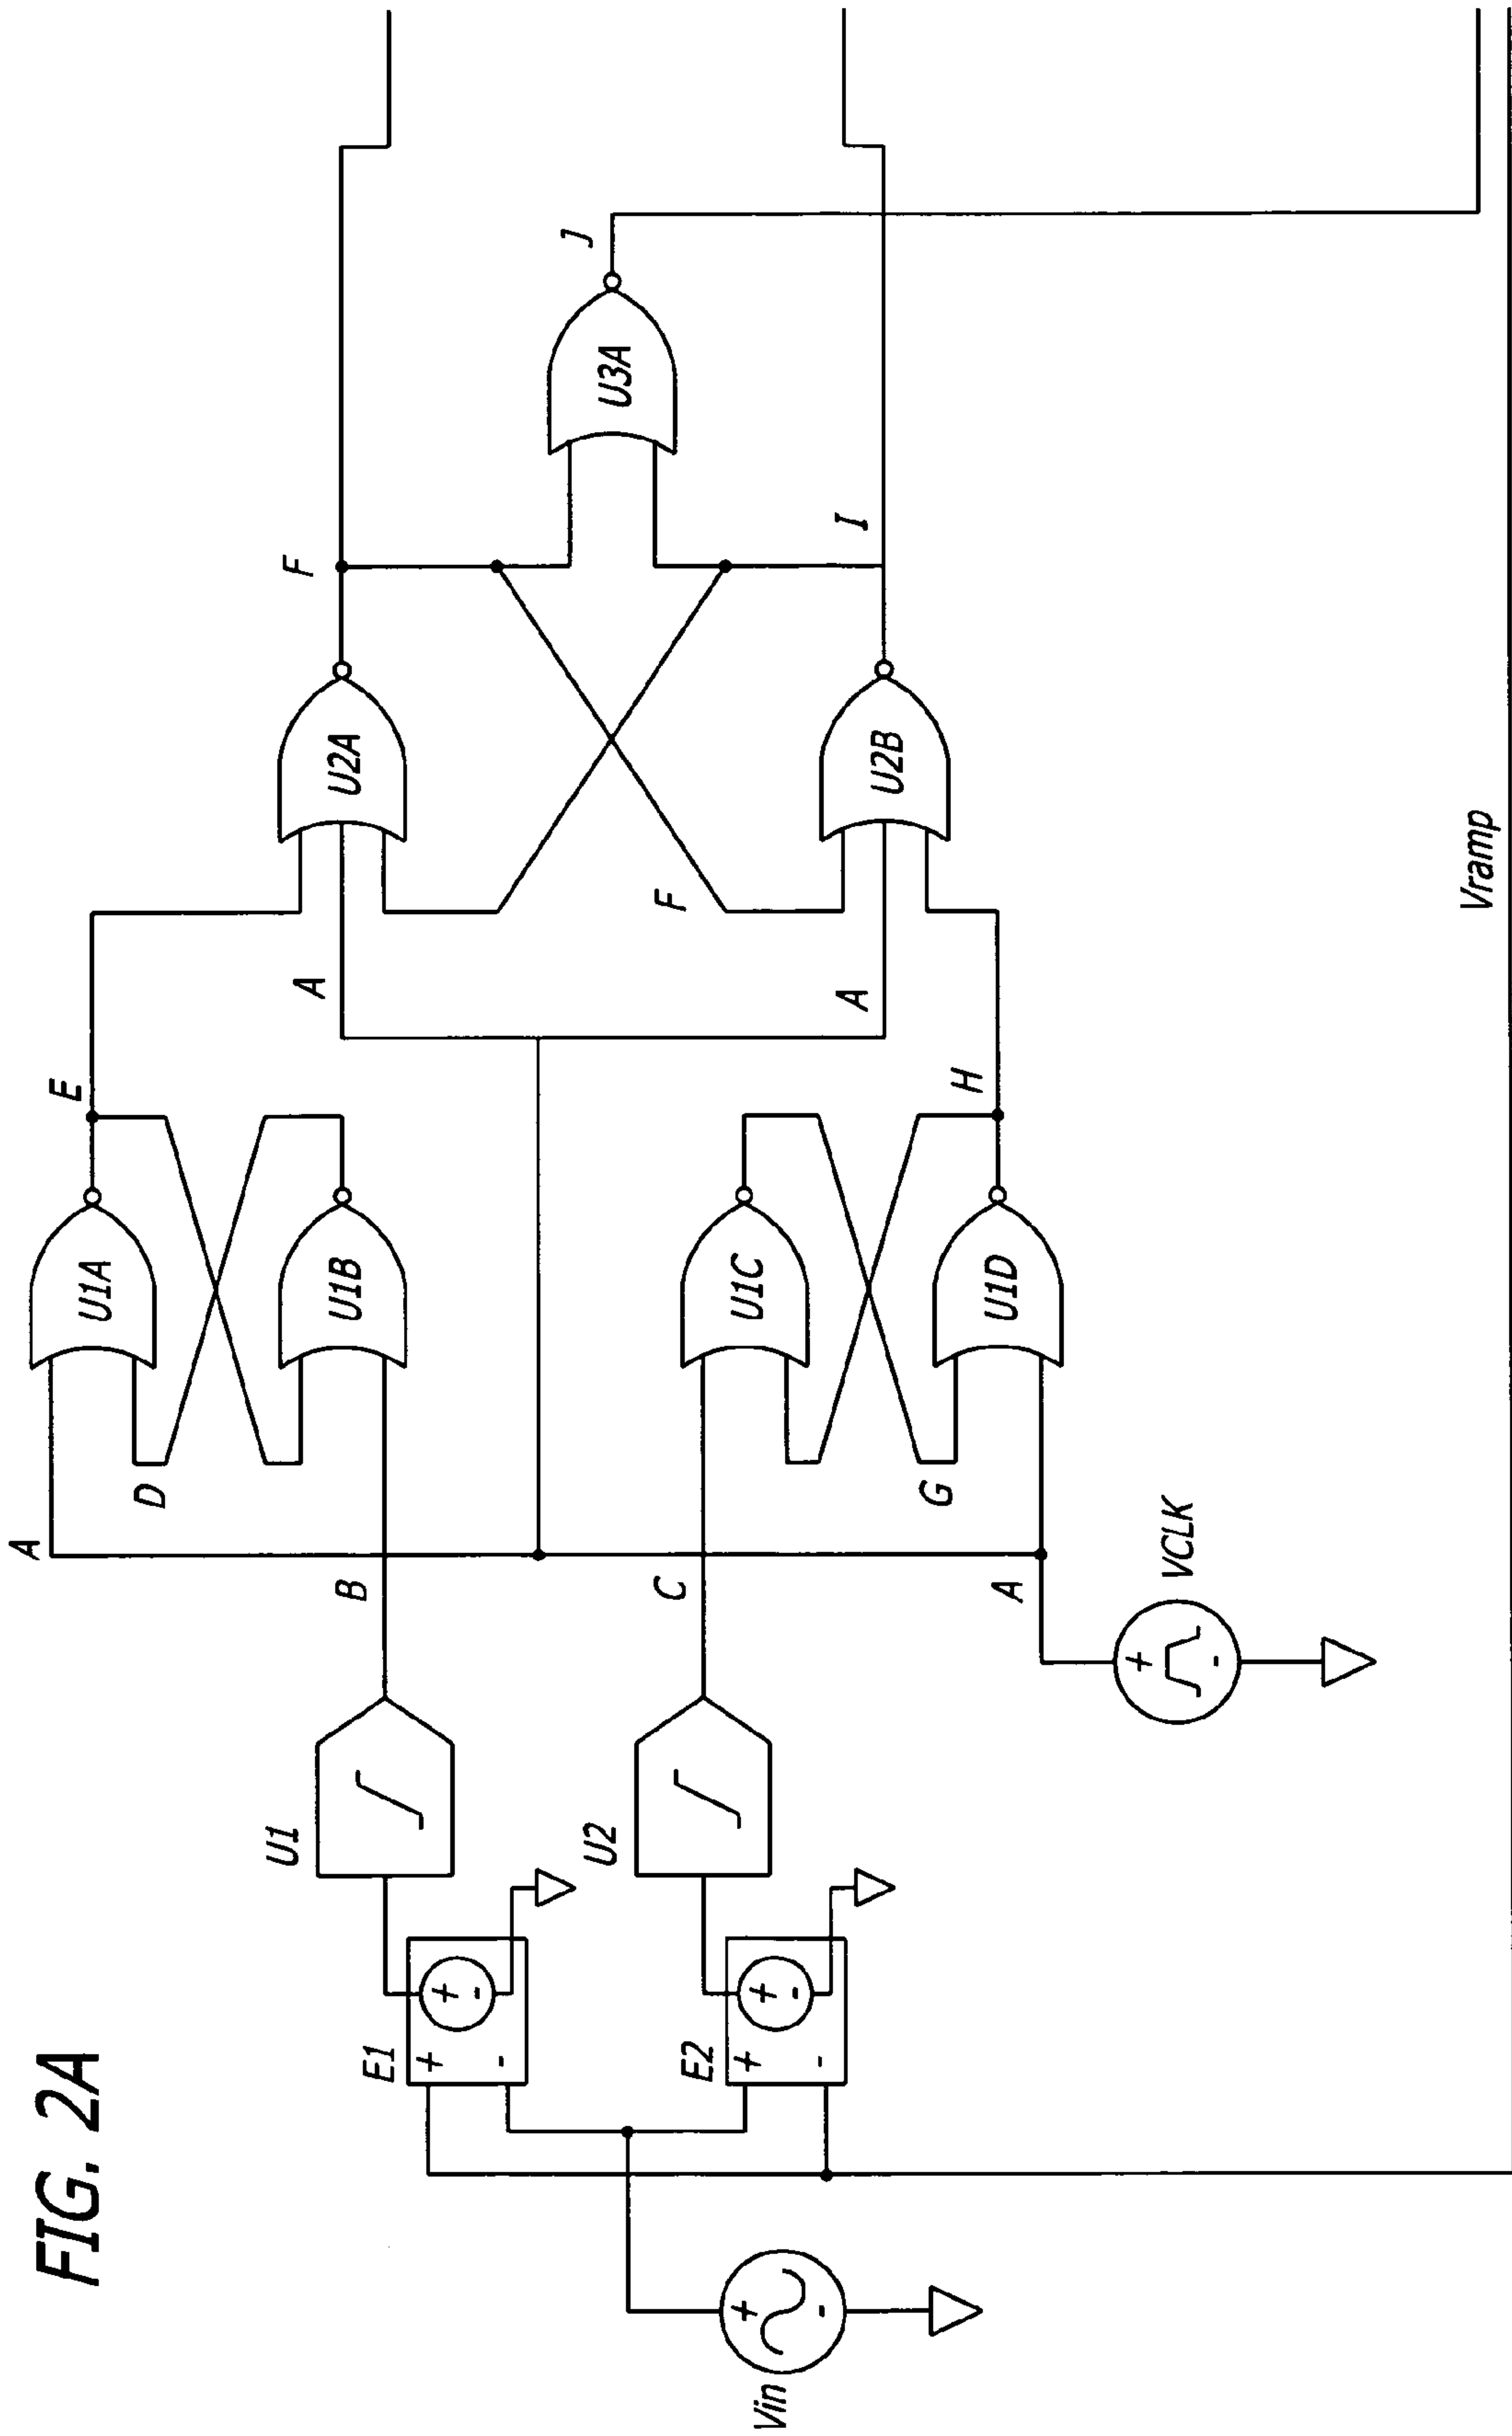 FIG. 2A
Vin
E1
+
-
+
-
E2
+
-
+
-
+
-
U1
U2
B
C
A
A
+
-
VCLK
D
G
U1A
U1B
U1C
U1D
E
H
A
A
F
U2A
U2B
F
I
U3A
J
Vramp